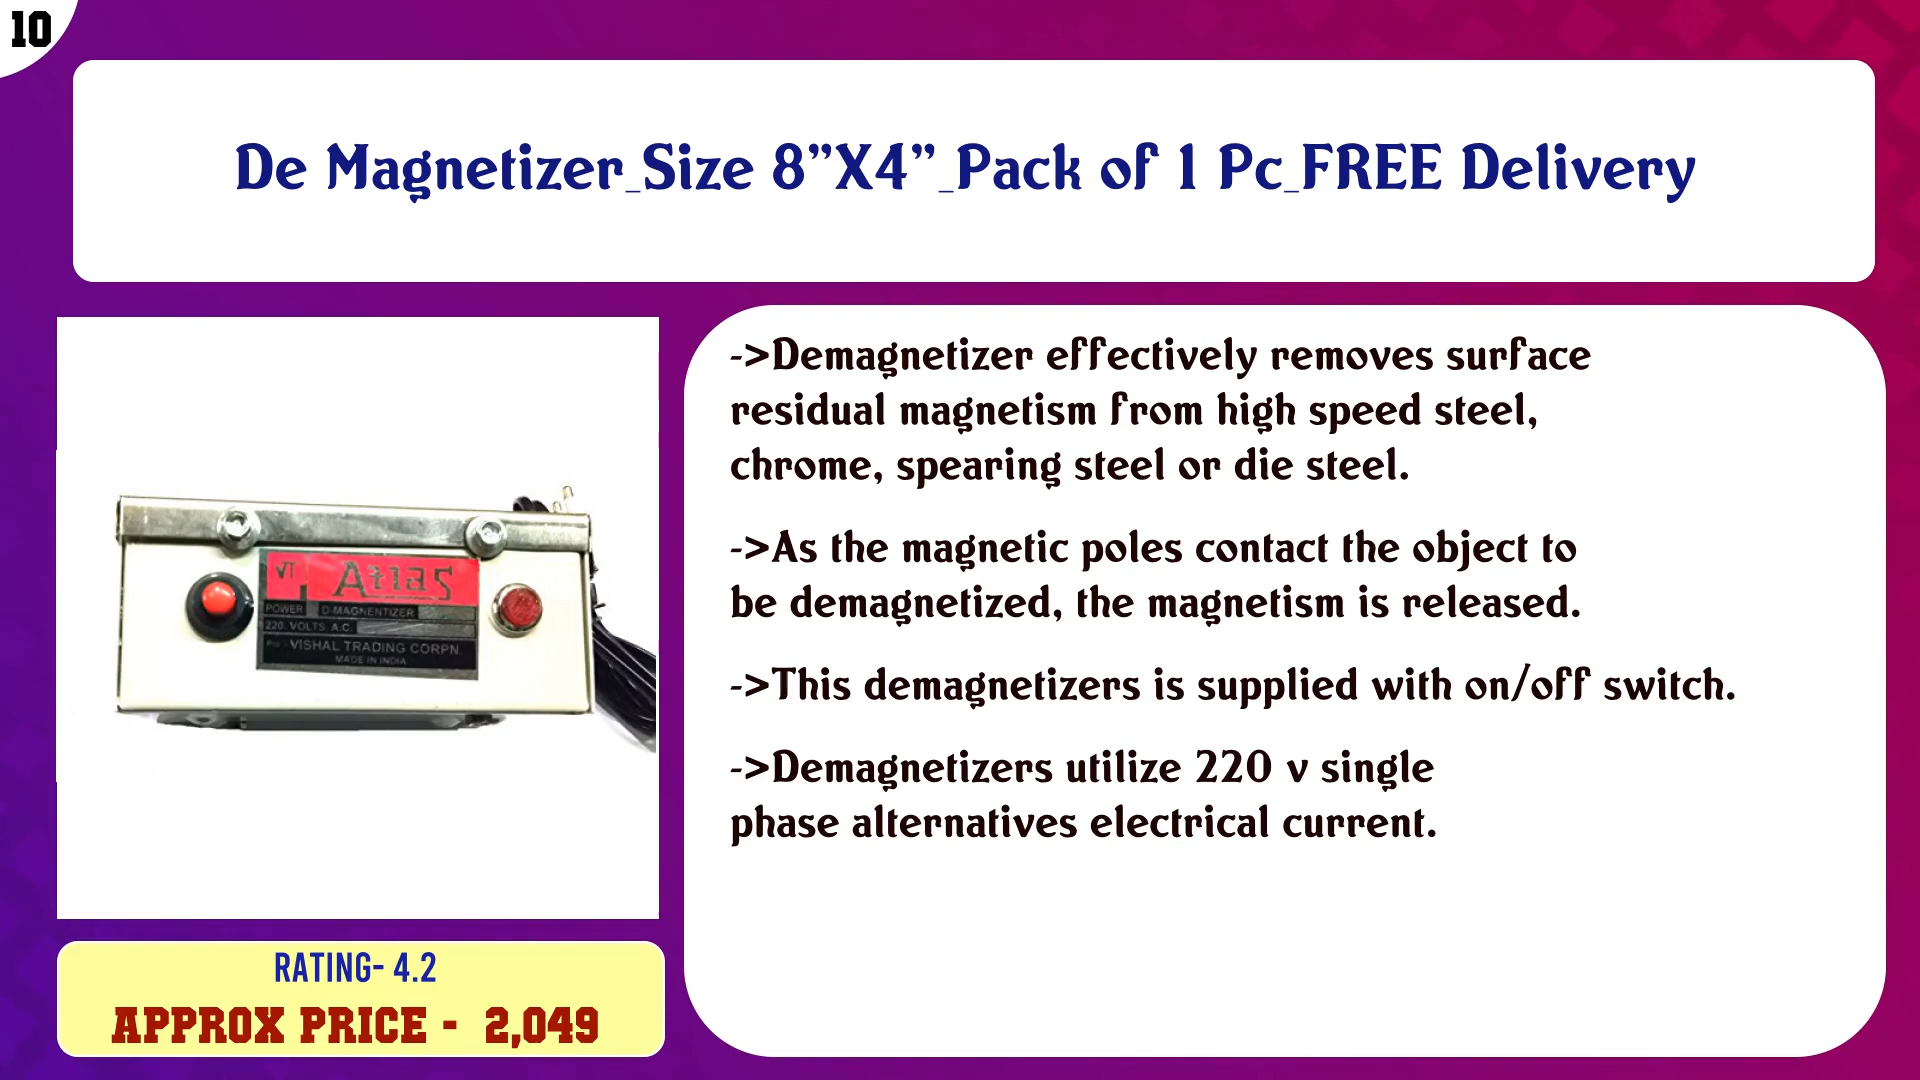 10
De Magnetizer_Size 8”X4”_Pack of 1 Pc_FREE Delivery
->Demagnetizer effectively removes surface
residual magnetism from high speed steel,
chrome, spearing steel or die steel.
->As the magnetic poles contact the object to
be demagnetized, the magnetism is released.
->This demagnetizers is supplied with on/off switch.
->Demagnetizers utilize 220 v single
phase alternatives electrical current.
VT Atlas
POWER D-MAGNENTIZER
220. VOLTS. A.C.
VISHAL TRADING CORPN.
MADE IN INDIA
RATING- 4.2
APPROX PRICE - 2,049